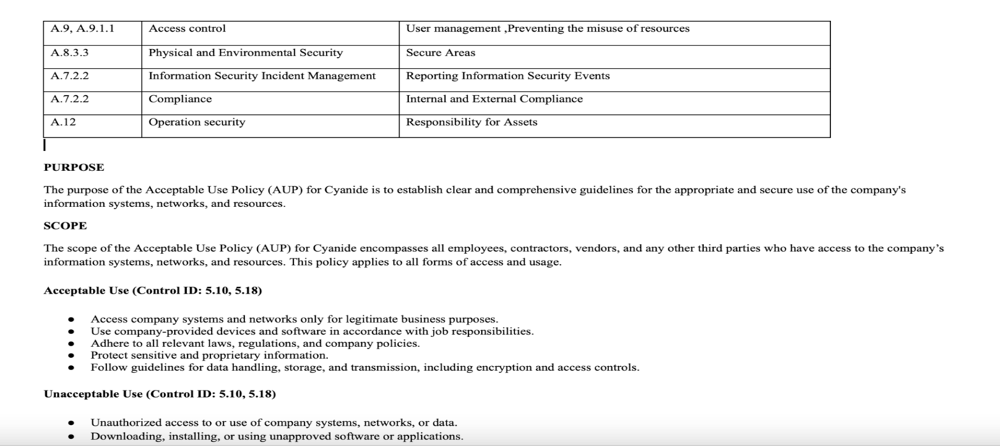 A.9, A.9.1.1 Access control User management ,Preventing the misuse of resources
A.8.3.3 Physical and Environmental Security Secure Areas
A.7.2.2 Information Security Incident Management Reporting Information Security Events
A.7.2.2 Compliance Internal and External Compliance
A.12 Operation security Responsibility for Assets
PURPOSE
The purpose of the Acceptable Use Policy (AUP) for Cyanide is to establish clear and comprehensive guidelines for the appropriate and secure use of the company's
information systems, networks, and resources.
SCOPE
The scope of the Acceptable Use Policy (AUP) for Cyanide encompasses all employees, contractors, vendors, and any other third parties who have access to the company’s
information systems, networks, and resources. This policy applies to all forms of access and usage.
Acceptable Use (Control ID: 5.10, 5.18)
● Access company systems and networks only for legitimate business purposes.
● Use company-provided devices and software in accordance with job responsibilities.
● Adhere to all relevant laws, regulations, and company policies.
● Protect sensitive and proprietary information.
● Follow guidelines for data handling, storage, and transmission, including encryption and access controls.
Unacceptable Use (Control ID: 5.10, 5.18)
● Unauthorized access to or use of company systems, networks, or data.
● Downloading, installing, or using unapproved software or applications.